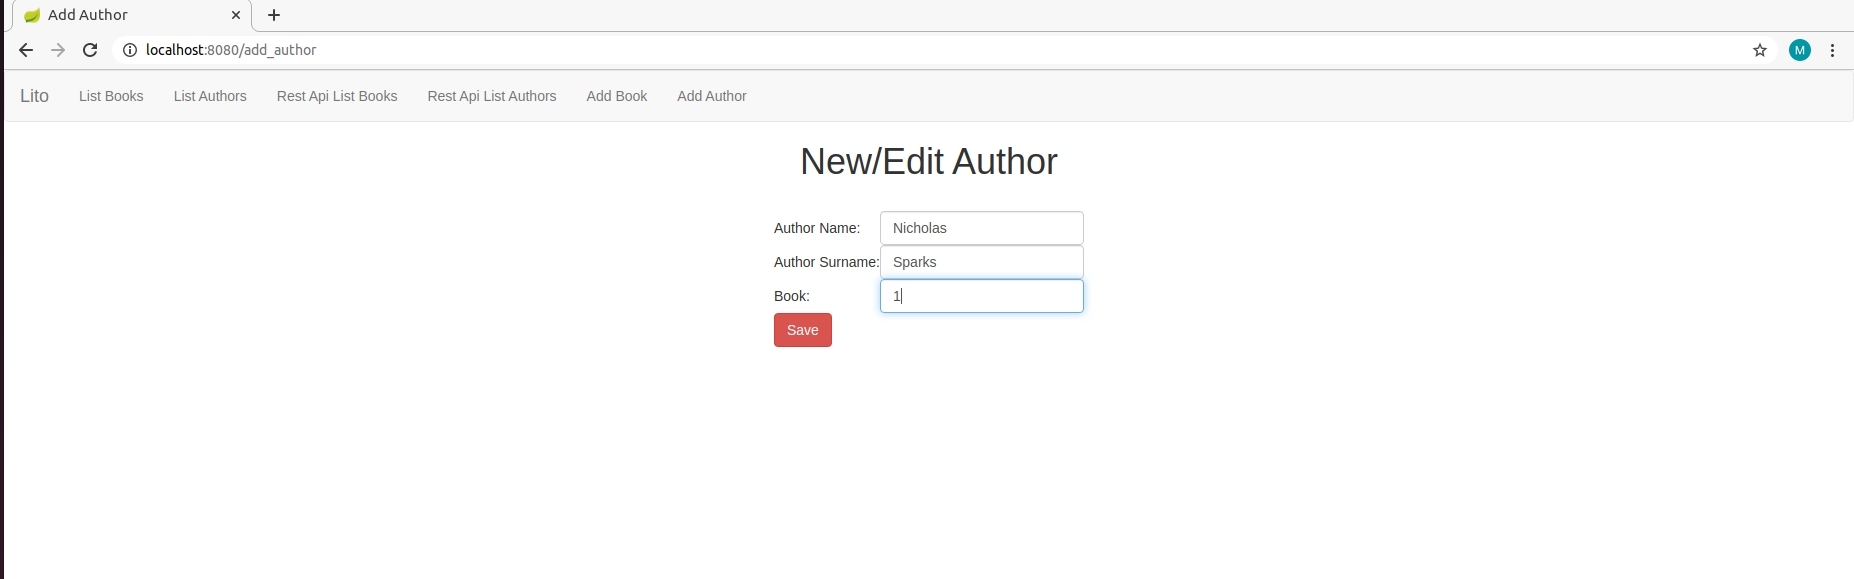 Add Author
localhost:8080/add_author
M
Lito List Books List Authors Rest Api List Books Rest Api List Authors Add Book Add Author
New/Edit Author
Author Name: Nicholas
Author Surname: Sparks
Book: 1
Save